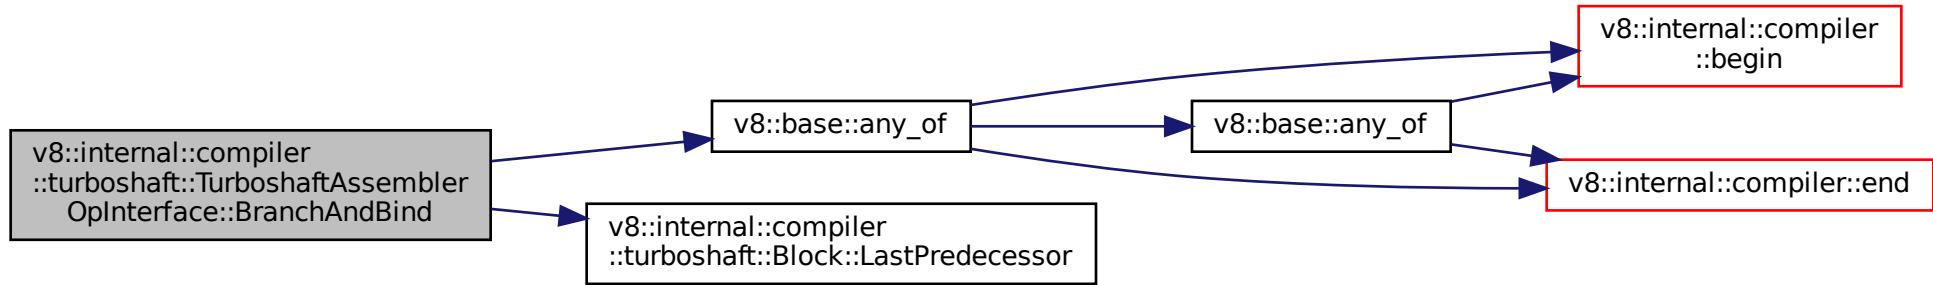 v8::internal::compiler
::turboshaft::TurboshaftAssembler
OpInterface::BranchAndBind
v8::base::any_of
v8::internal::compiler
::turboshaft::Block::LastPredecessor
v8::base::any_of
v8::internal::compiler
::begin
v8::internal::compiler::end